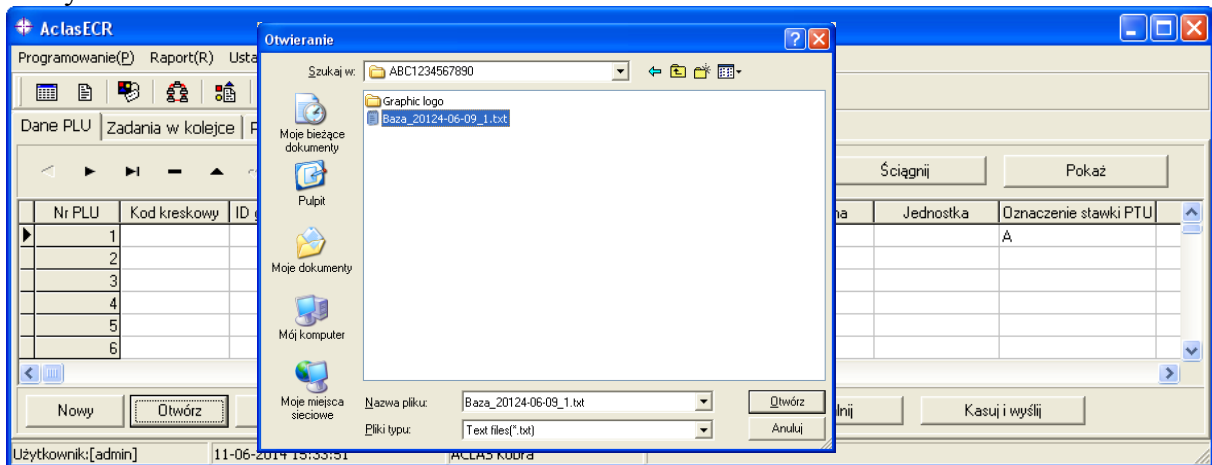 AclasECR
Otwieranie
Programowanie(P) Raport(R) Usta
Szukaj w: ABC1234567890
Graphic logo
Baza_20124-06-09_1.txt
Dane PLU Zadania w kolejce
Moje bieżące
dokumenty
Ściągnij Pokaż
Pulpit
Nr PLU Kod kreskowy ID Jednostka Oznaczenie stawki PTU
1 A
2
3
Moje dokumenty
4
5
Mój komputer
6
Moje miejsca
sieciowe
Nazwa pliku: Baza_20124-06-09_1.txt Otwórz
Nowy Otwórz Kasuj i wyślij
Pliki typu: Text files(*.txt) Anuluj
Użytkownik:[admin] 11-06-2014 15:33:51 ACLAS Kobra